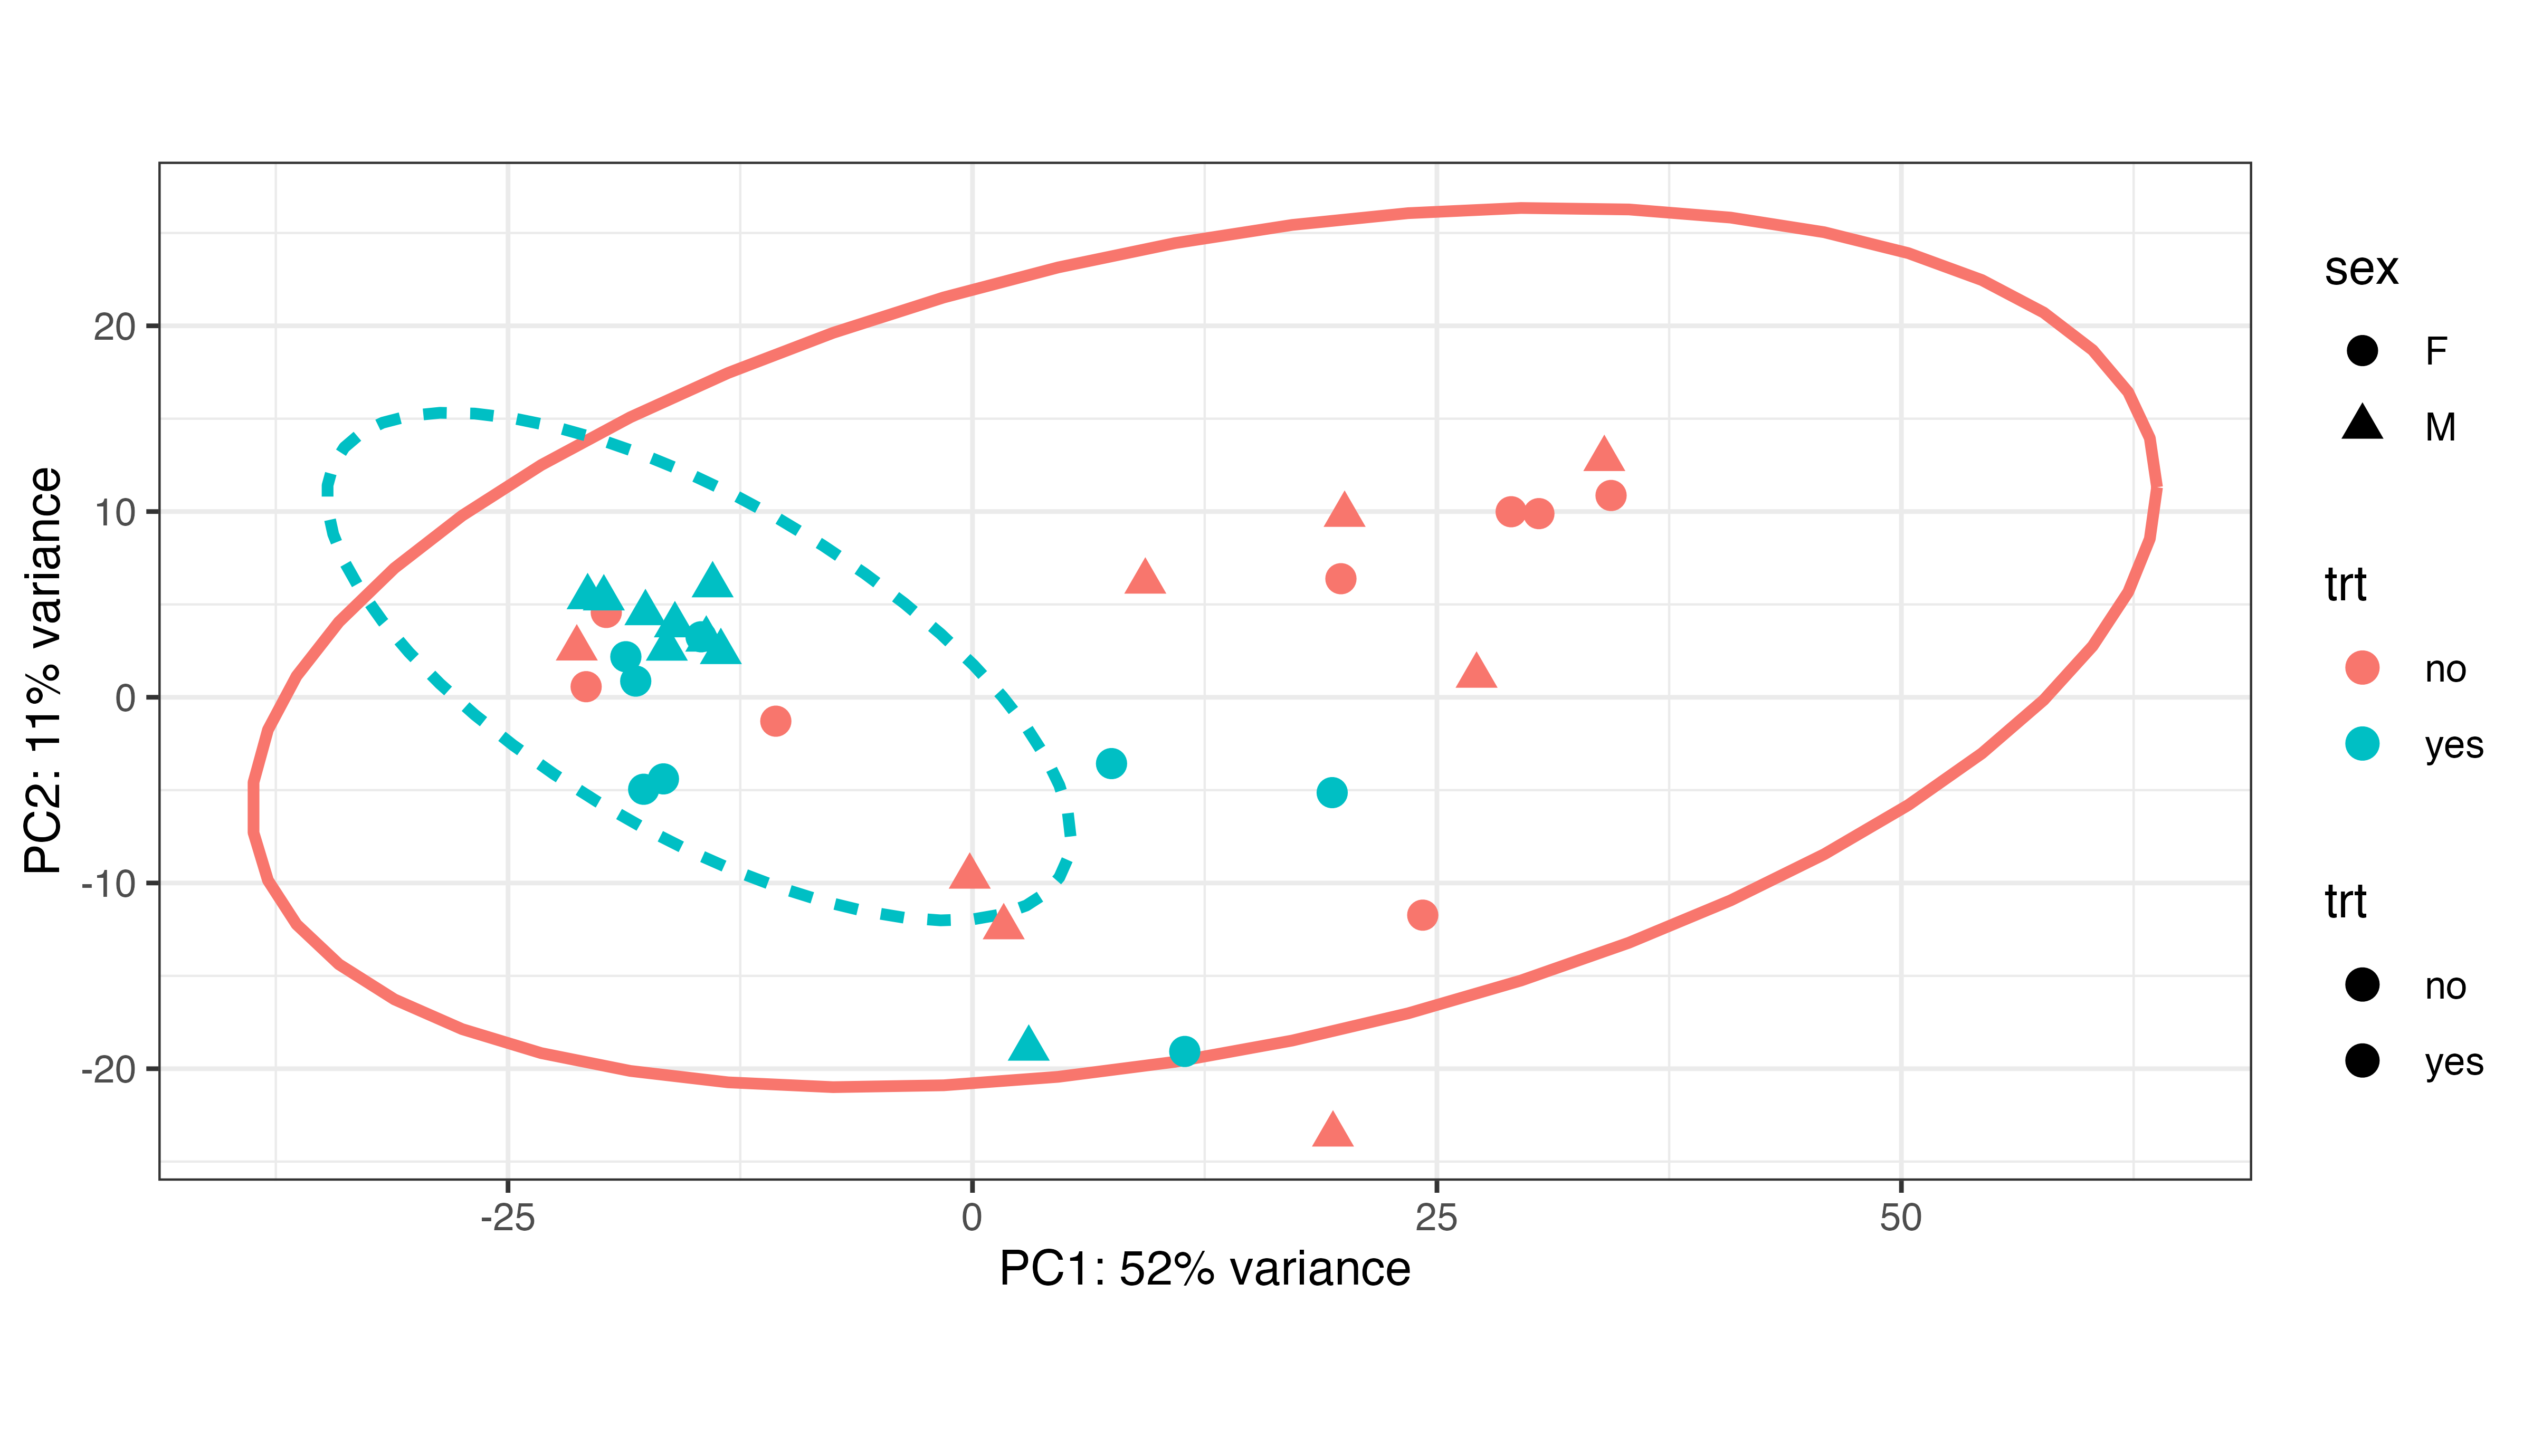 20
10
0
-10
-20
PC2: 11% variance
-25
0
25
50
PC1: 52% variance
sex
F
M
trt
no
yes
trt
no
yes